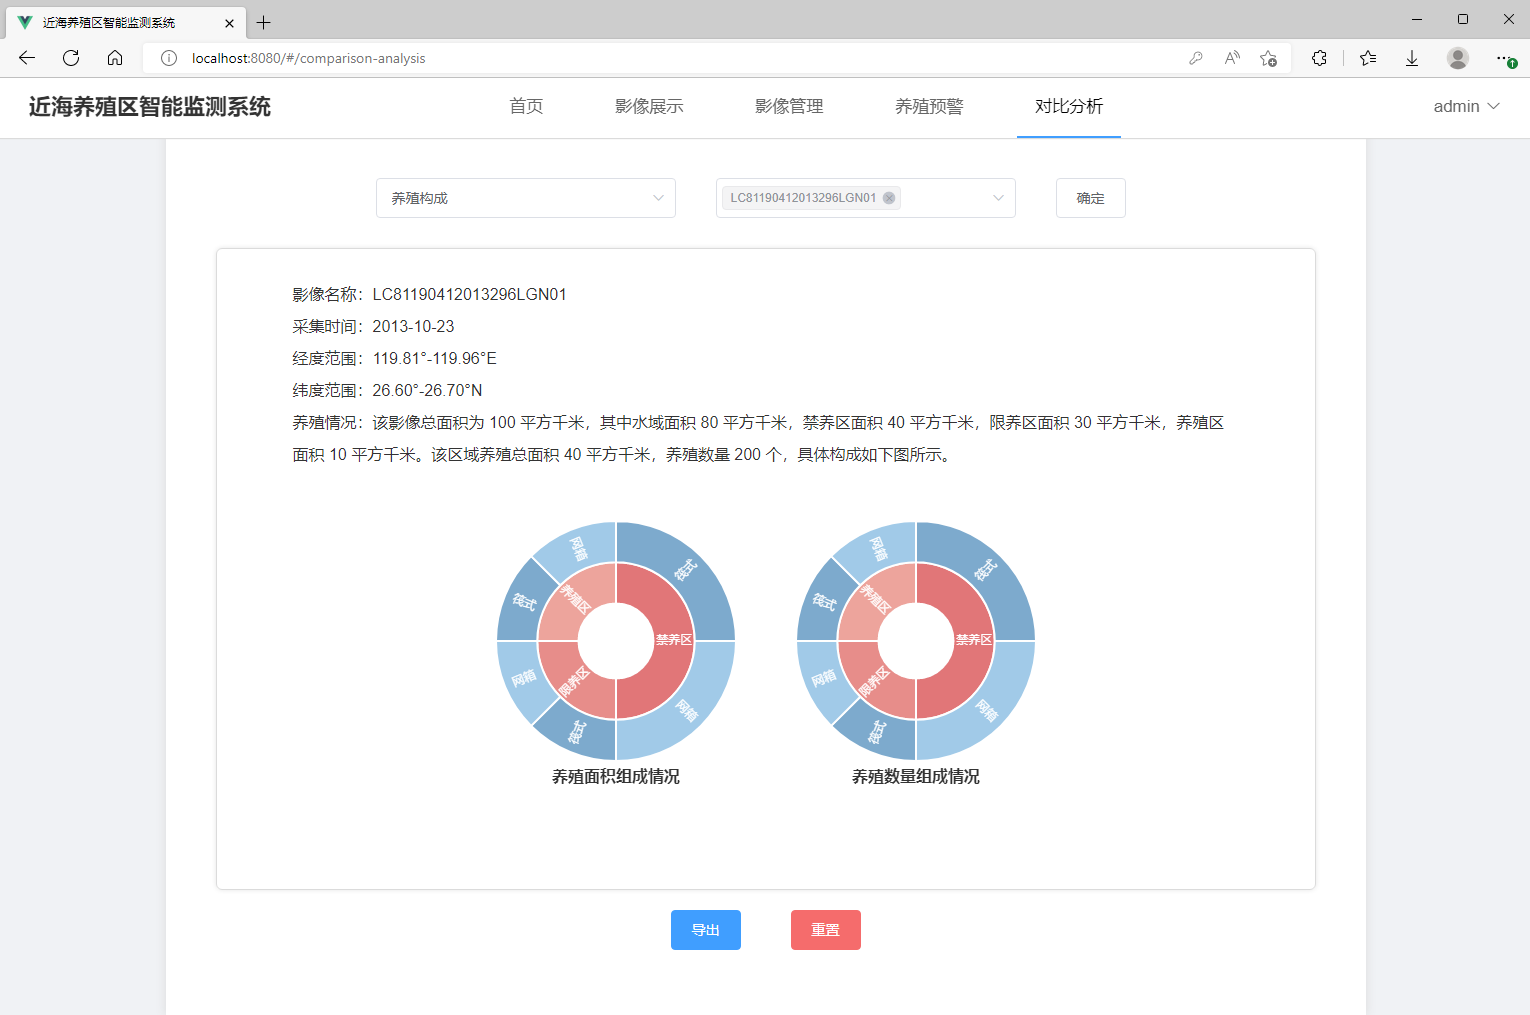 近海养殖区智能监测系统
localhost:8080/#/comparison-analysis
近海养殖区智能监测系统
首页
影像展示
影像管理
养殖预警
对比分析
admin
养殖构成
LC81190412013296LGN01
确定
影像名称：LC81190412013296LGN01
采集时间：2013-10-23
经度范围：119.81°-119.96°E
纬度范围：26.60°-26.70°N
养殖情况：该影像总面积为 100 平方千米，其中水域面积 80 平方千米，禁养区面积 40 平方千米，限养区面积 30 平方千米，养殖区
面积 10 平方千米。该区域养殖总面积 40 平方千米，养殖数量 200 个，具体构成如下图所示。
网箱
筏式
养殖区
筏式
禁养区
网箱
限养区
筏式
网箱
养殖面积组成情况
网箱
筏式
养殖区
筏式
禁养区
网箱
限养区
筏式
网箱
养殖数量组成情况
导出
重置